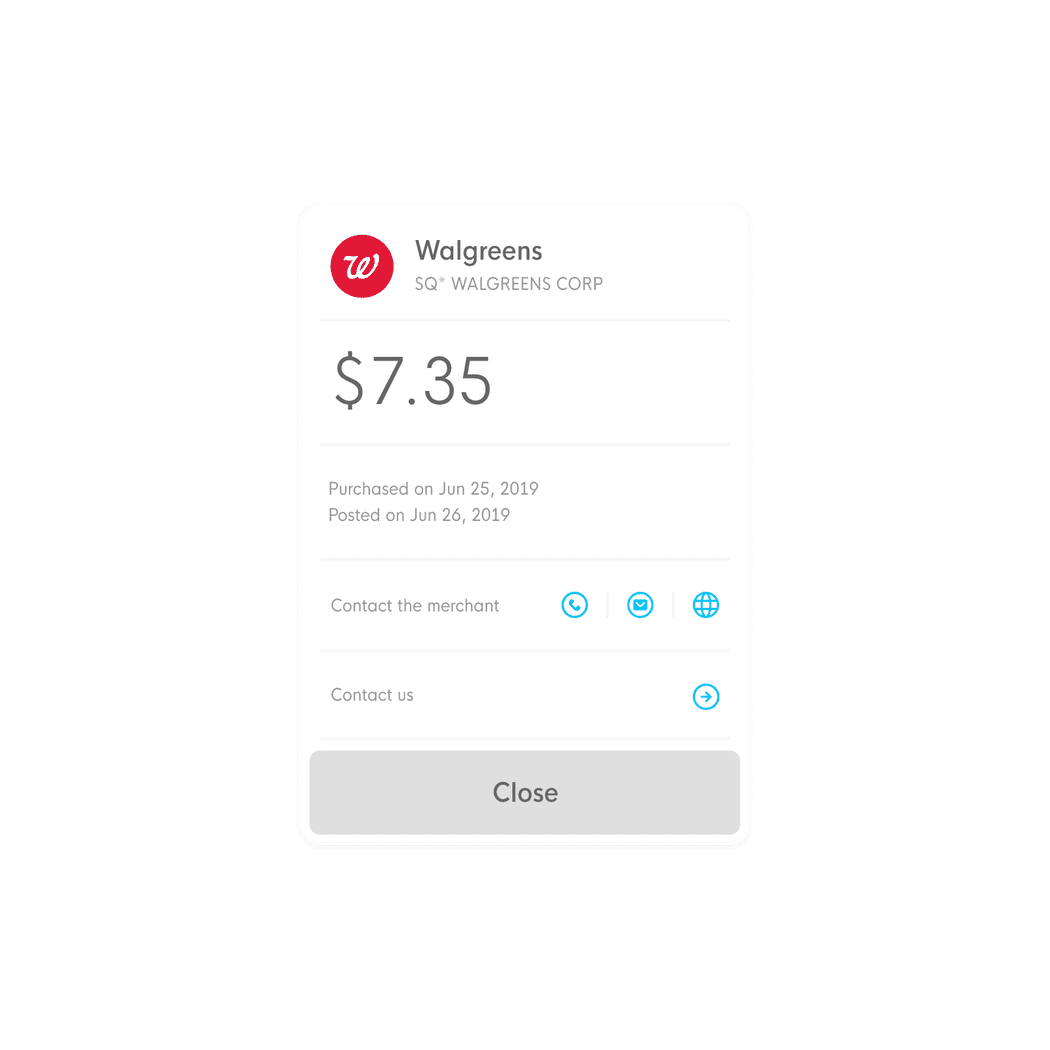 Walgreens
SQ* WALGREENS CORP
$7.35
Purchased on Jun 25, 2019
Posted on Jun 26, 2019
Contact the merchant
Contact us
Close